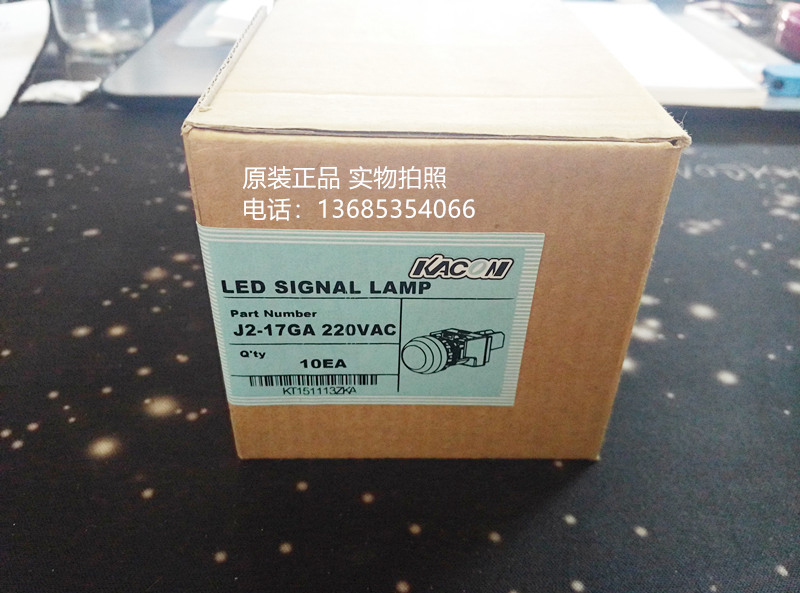 原装正品 实物拍照
电话：13685354066
KACON
LED SIGNAL LAMP
Part Number
J2-17GA 220VAC
Q'ty
10EA
KT151113ZKA